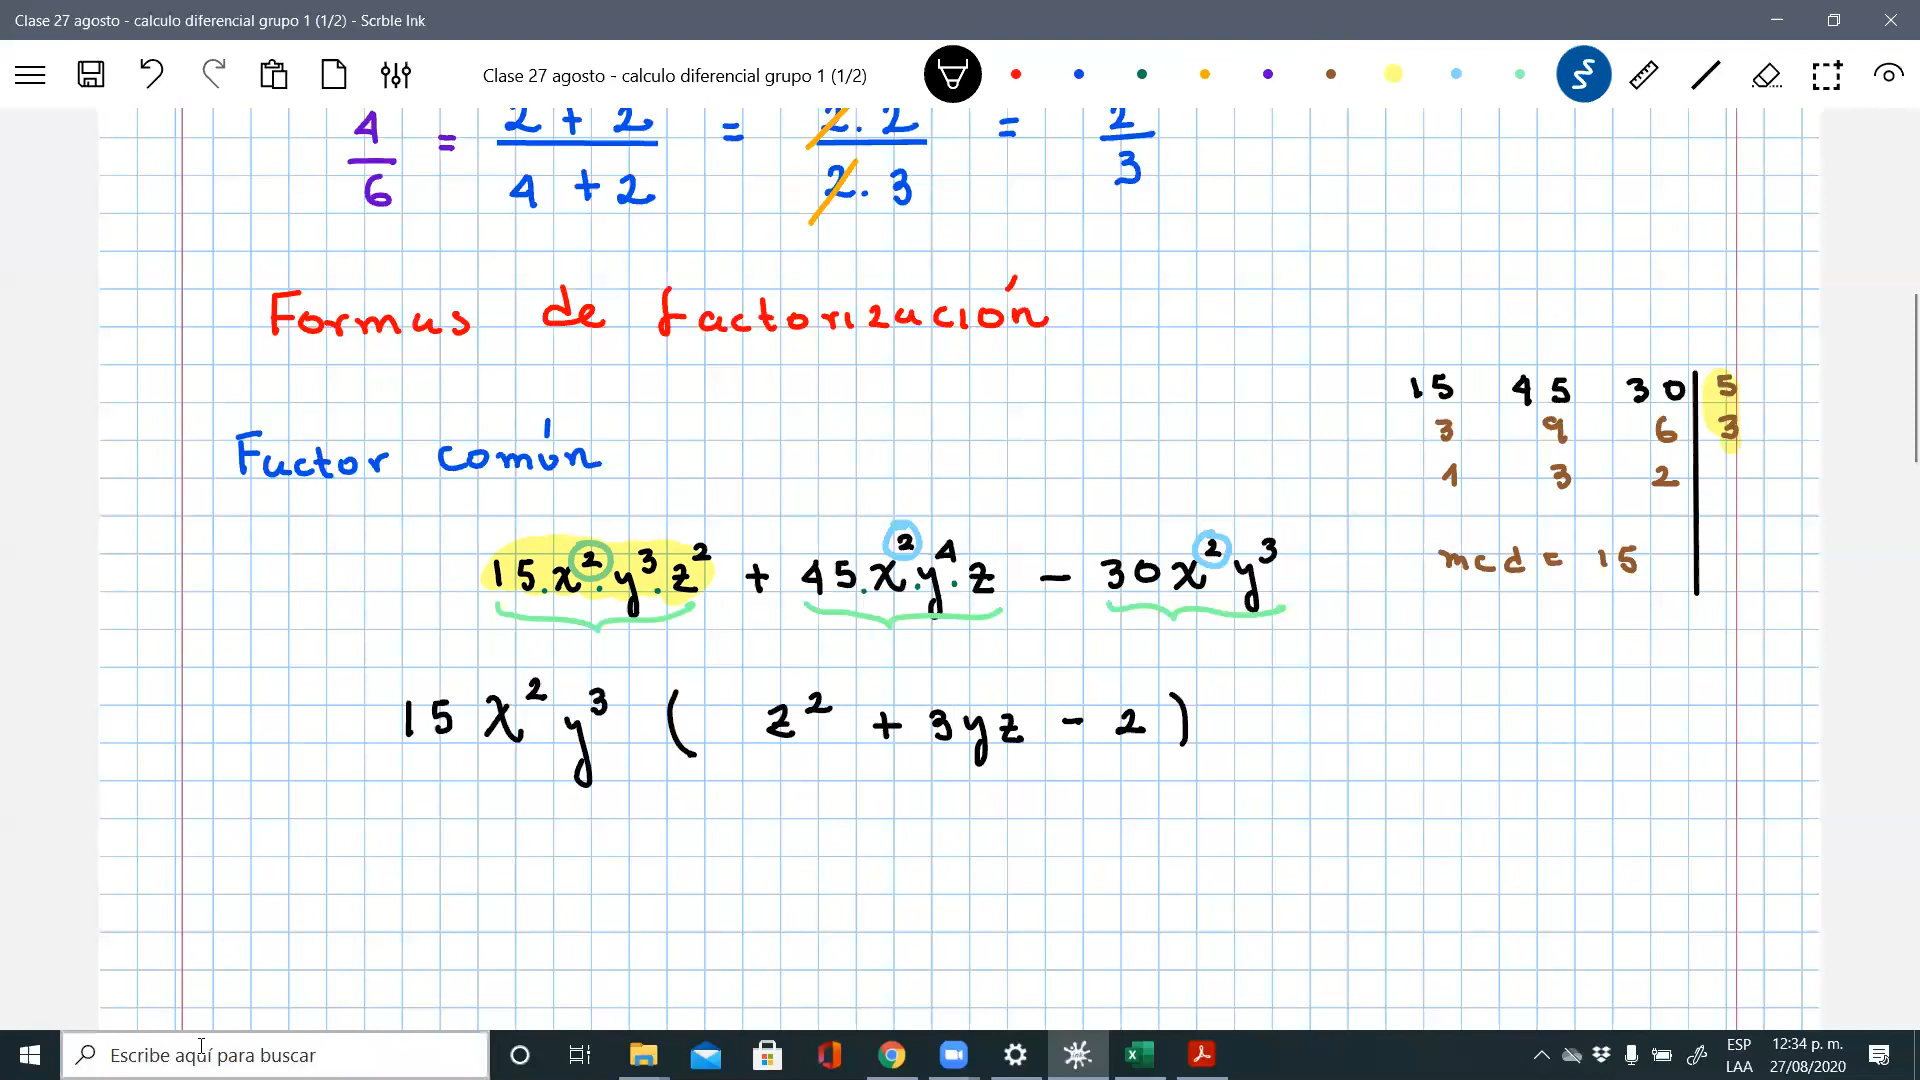 Clase 27 agosto - calculo diferencial grupo 1 (1/2) - Scrble Ink
Clase 27 agosto - calculo diferencial grupo 1 (1/2)
4/6 = (2 + 2)/(4 + 2) = (2 . 2)/(2 . 3) = 2/3
Formas de factorización
15 45 30 | 5
3 9 6 | 3
1 3 2
Factor común
15.x².y³.z² + 45.x².y⁴.z - 30x²y³
mcd = 15
15 x² y³ ( z² + 3yz - 2 )
Escribe aquí para buscar
ESP
LAA
12:34 p. m.
27/08/2020